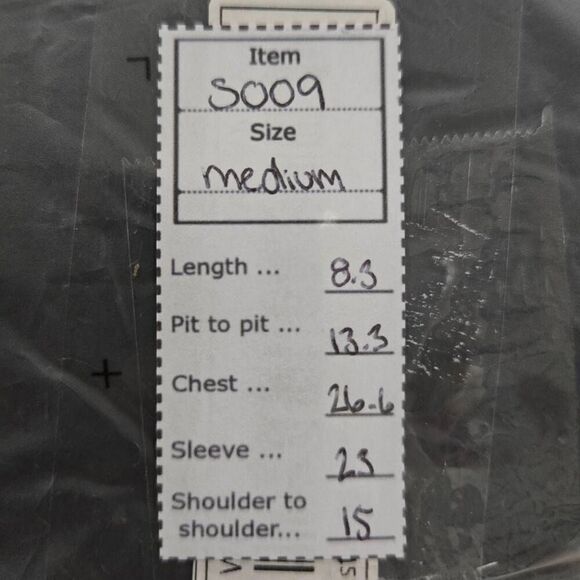 Item
S009
Size
medium
Length ... 8.3
Pit to pit ... 13.3
Chest ... 26.6
Sleeve ... 23
Shoulder to
shoulder... 15